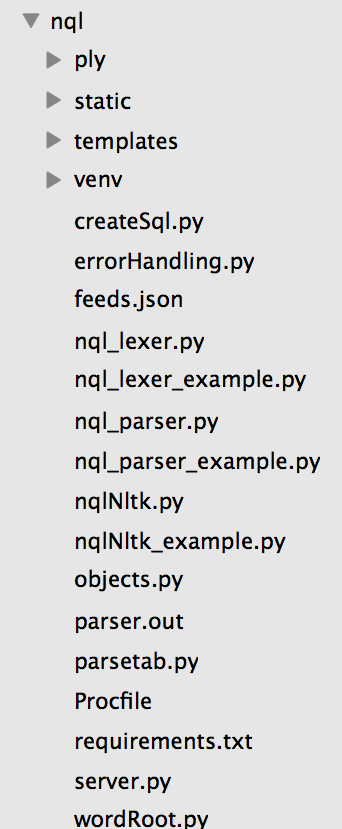 nql
ply
static
templates
venv
createSql.py
errorHandling.py
feeds.json
nql_lexer.py
nql_lexer_example.py
nql_parser.py
nql_parser_example.py
nqlNltk.py
nqlNltk_example.py
objects.py
parser.out
parsetab.py
Procfile
requirements.txt
server.py
wordRoot.py